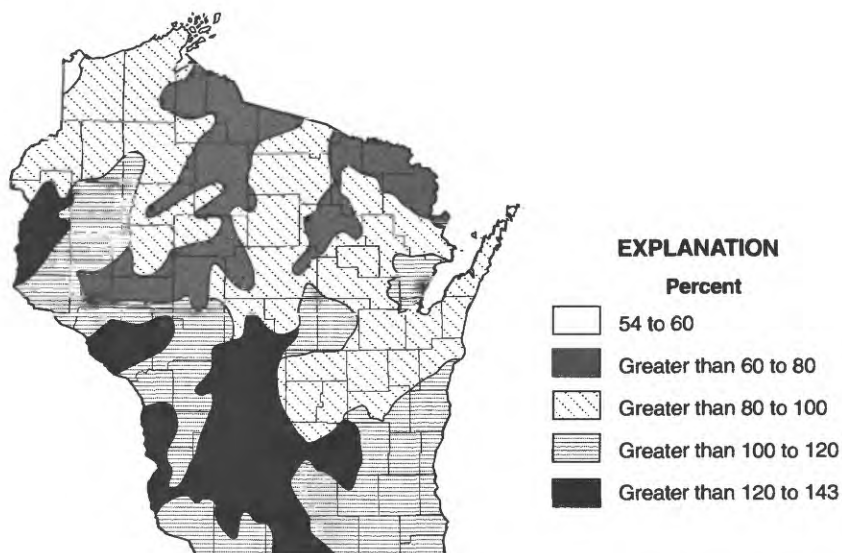 EXPLANATION
Percent
54 to 60
Greater than 60 to 80
Greater than 80 to 100
Greater than 100 to 120
Greater than 120 to 143